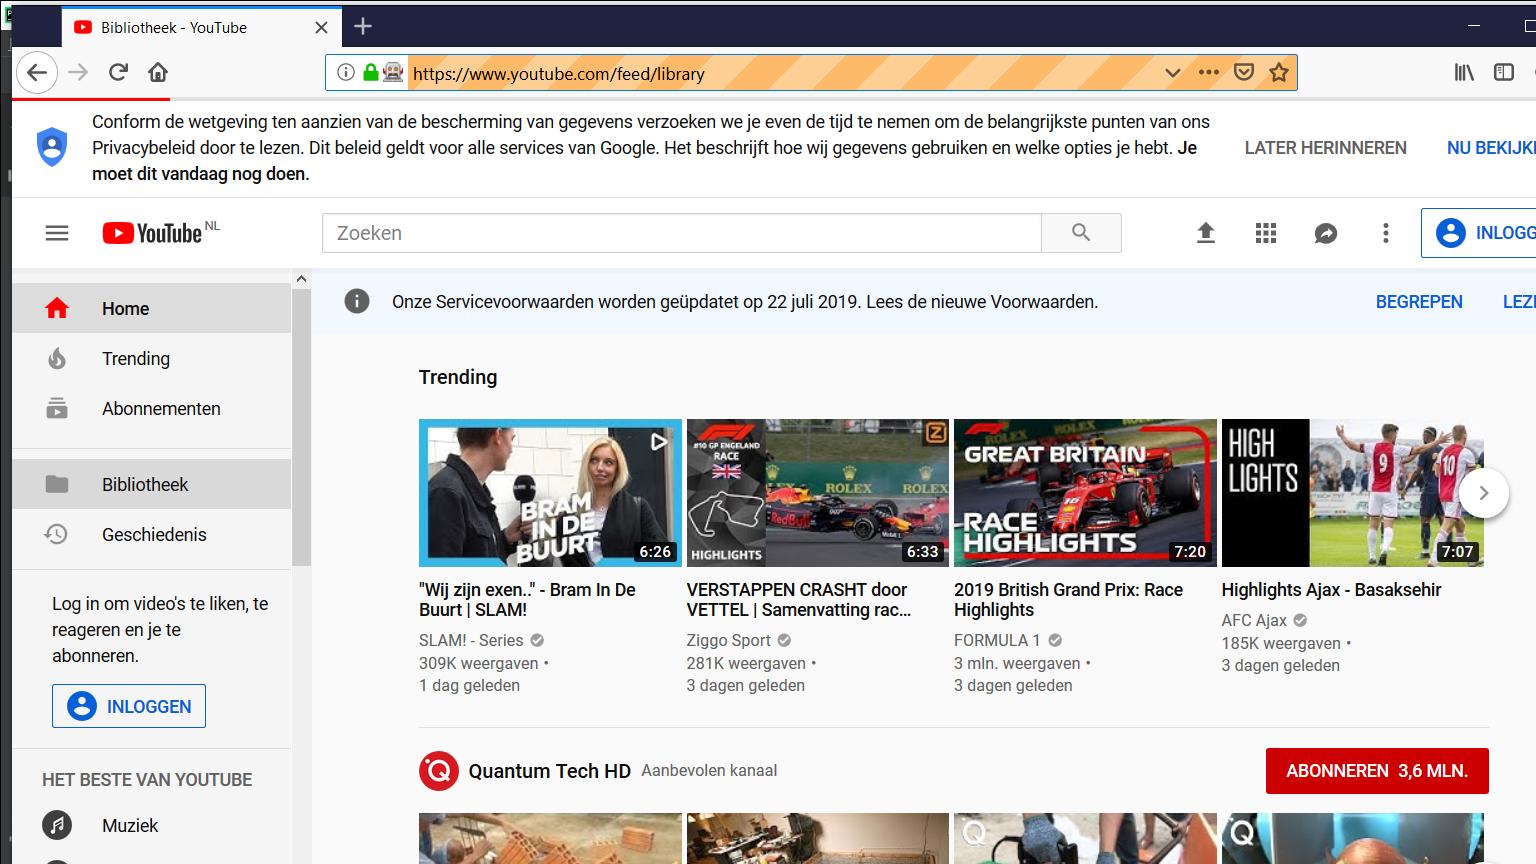 Bibliotheek - YouTube
https://www.youtube.com/feed/library
Conform de wetgeving ten aanzien van de bescherming van gegevens verzoeken we je even de tijd te nemen om de belangrijkste punten van ons
Privacybeleid door te lezen. Dit beleid geldt voor alle services van Google. Het beschrijft hoe wij gegevens gebruiken en welke opties je hebt. Je
moet dit vandaag nog doen.
LATER HERINNEREN
NU BEKIJK
YouTube NL
Zoeken
INLOGG
Home
Trending
Abonnementen
Bibliotheek
Geschiedenis
Log in om video's te liken, te
reageren en je te
abonneren.
INLOGGEN
HET BESTE VAN YOUTUBE
Muziek
Onze Servicevoorwaarden worden geüpdatet op 22 juli 2019. Lees de nieuwe Voorwaarden.
BEGREPEN
LEZ
Trending
BRAM
IN DE
BUURT
6:26
"Wij zijn exen.." - Bram In De
Buurt | SLAM!
SLAM! - Series
309K weergaven •
1 dag geleden
#10 GP ENGELAND
RACE
HIGHLIGHTS
ROLEX
ROLEX
RedBull
6:33
VERSTAPPEN CRASHT door
VETTEL | Samenvatting rac...
Ziggo Sport
281K weergaven •
3 dagen geleden
ROLEX
ROLEX
GREAT BRITAIN
16
RACE
HIGHLIGHTS
7:20
2019 British Grand Prix: Race
Highlights
FORMULA 1
3 mln. weergaven •
3 dagen geleden
HIGH
LIGHTS
9
10
7:07
Highlights Ajax - Basaksehir
AFC Ajax
185K weergaven •
3 dagen geleden
Quantum Tech HD
Aanbevolen kanaal
ABONNEREN 3,6 MLN.